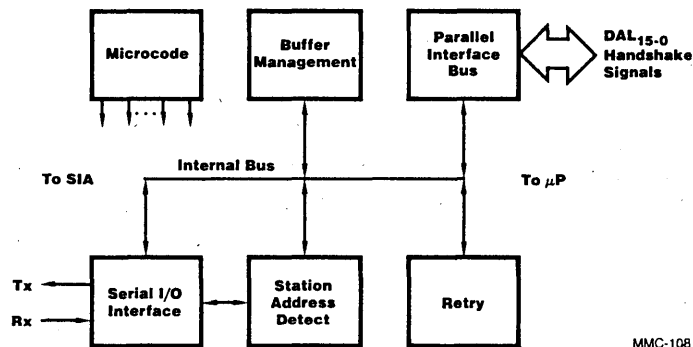 Microcode
Buffer
Management
Parallel
Interface
Bus
DAL15-0
Handshake
Signals
Internal Bus
To SIA
To µP
Tx
Rx
Serial I/O
Interface
Station
Address
Detect
Retry
MMC-108